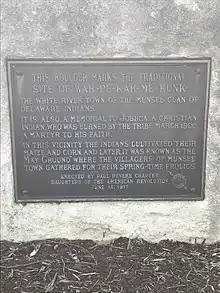 THIS BOULDER MARKS THE TRADITIONAL
SITE OF WAH-PE-KAH-ME-KUNK
THE WHITE RIVER TOWN OF THE MUNSEE CLAN OF
DELAWARE INDIANS.
IT IS ALSO A MEMORIAL TO JOSHUA, A CHRISTIAN
INDIAN, WHO WAS BURNED BY THE TRIBE MARCH 1806,
A MARTYR TO HIS FAITH.
IN THIS VICINITY THE INDIANS CULTIVATED THEIR
MAIZE AND CORN, AND LATER, IT WAS KNOWN AS THE
MAY GROUND WHERE THE VILLAGERS OF MUNSEE
TOWN GATHERED FOR THEIR SPRING-TIME FROLICS.
ERECTED BY PAUL REVERE CHAPTER
DAUGHTERS OF THE AMERICAN REVOLUTION
JUNE 14, 1917